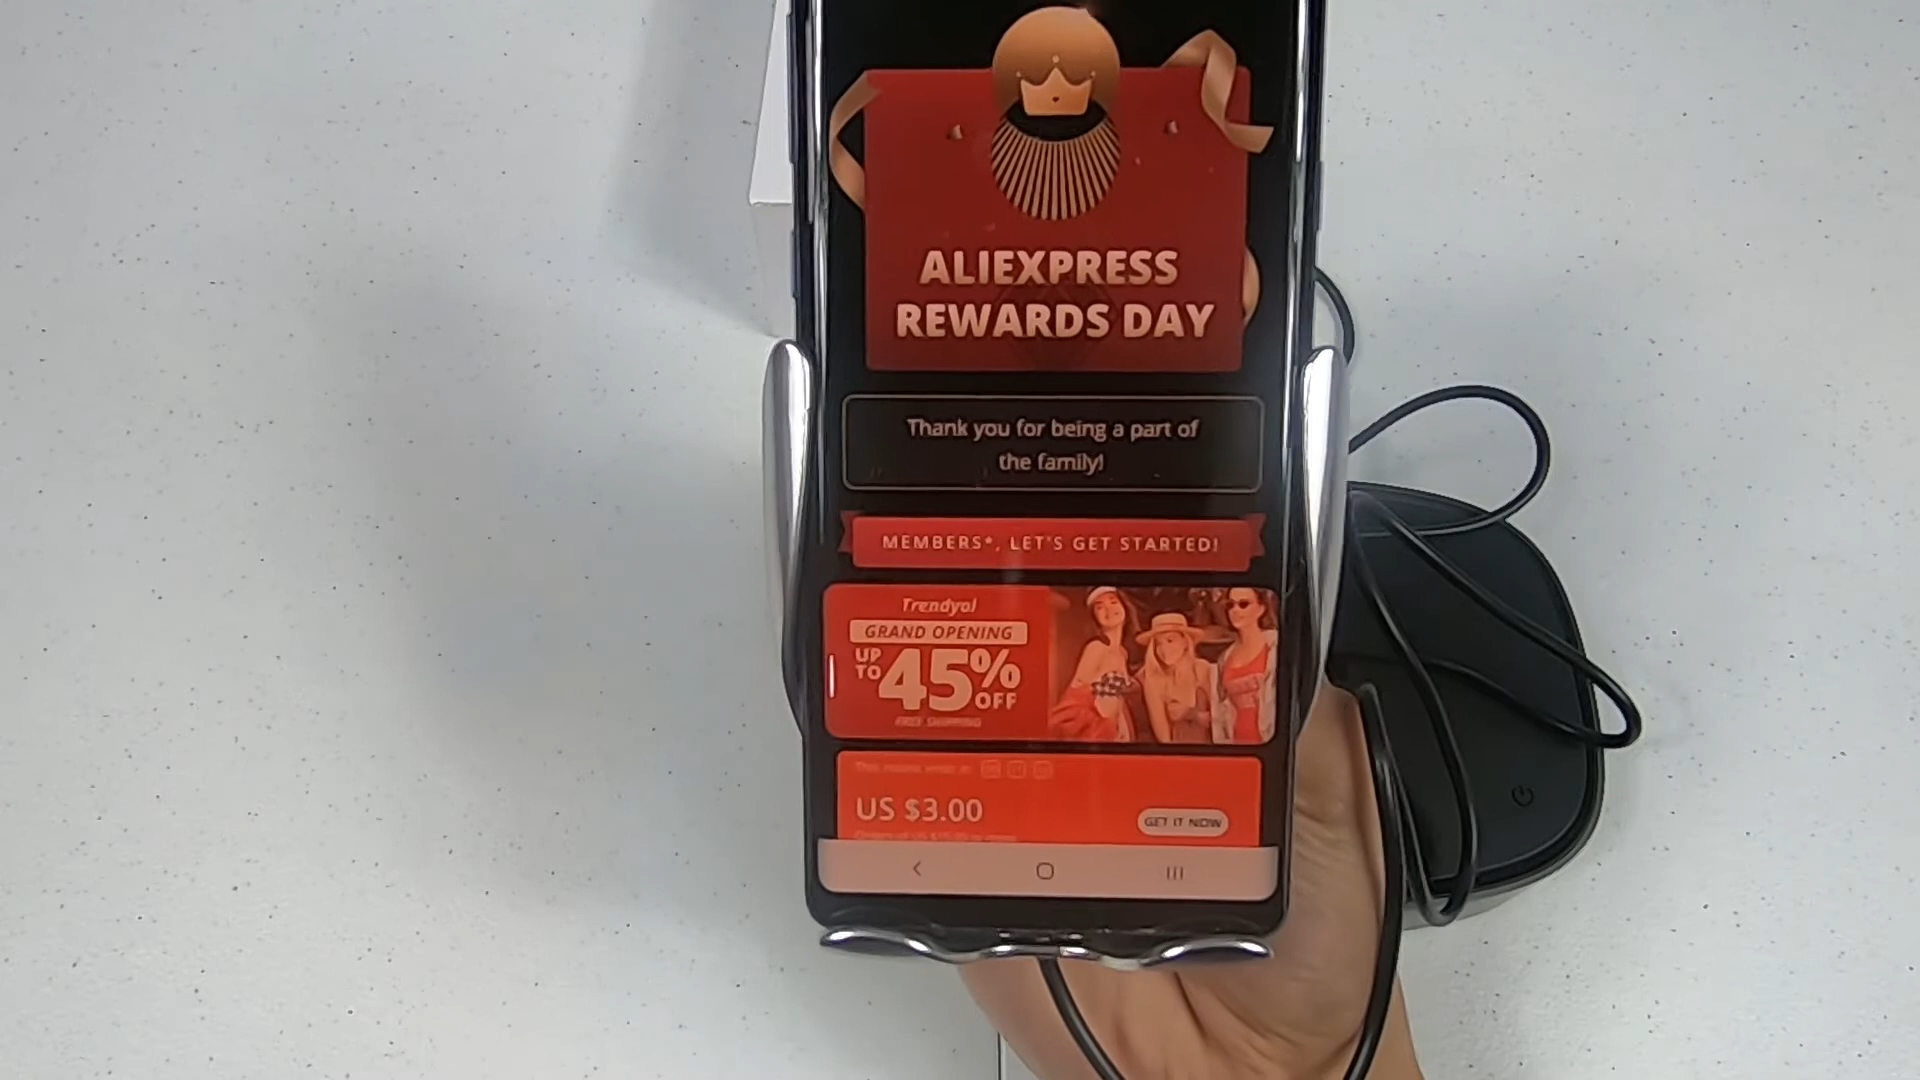 ALIEXPRESS
REWARDS DAY
Thank you for being a part of
the family!
MEMBERS*, LET'S GET STARTED!
Trendyol
GRAND OPENING
UP
TO
45%
OFF
FREE SHIPPING
US $3.00
GET IT NOW